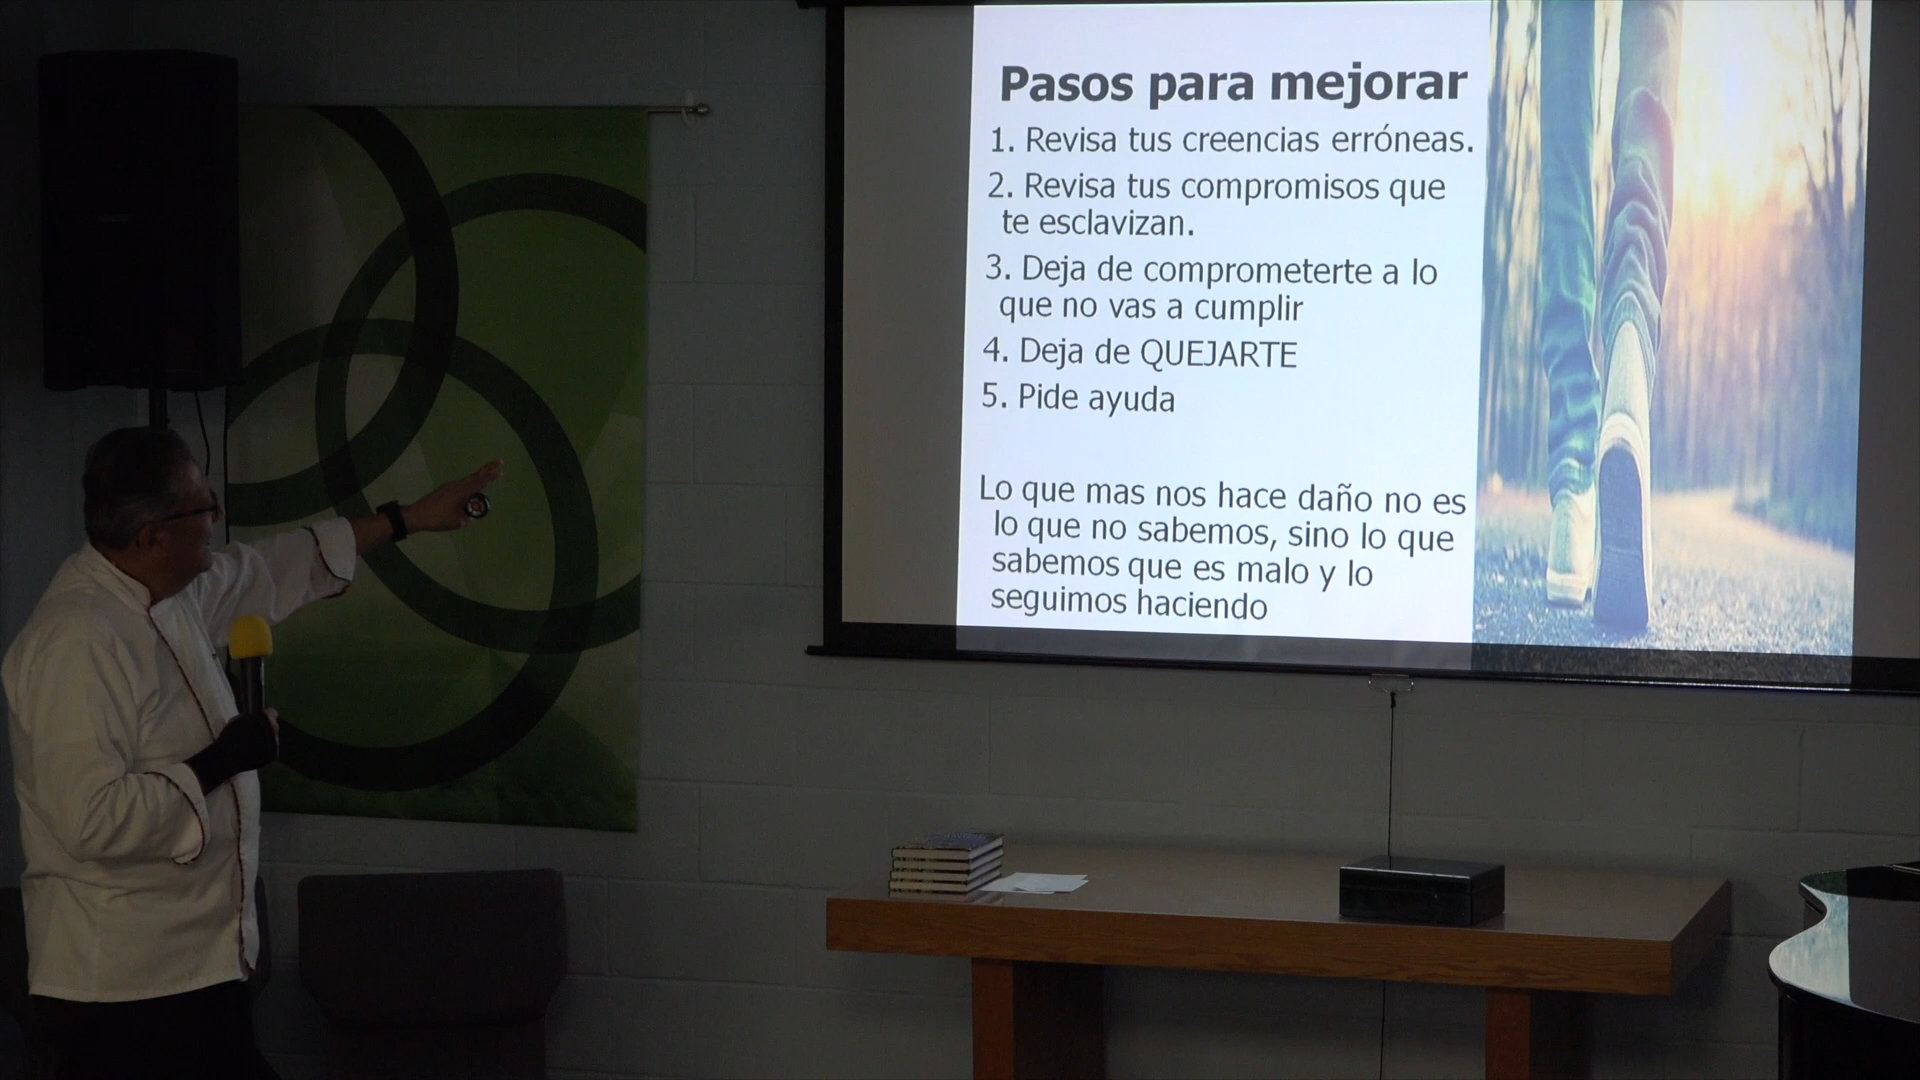 Pasos para mejorar
1. Revisa tus creencias erróneas.
2. Revisa tus compromisos que
te esclavizan.
3. Deja de comprometerte a lo
que no vas a cumplir
4. Deja de QUEJARTE
5. Pide ayuda
Lo que mas nos hace daño no es
lo que no sabemos, sino lo que
sabemos que es malo y lo
seguimos haciendo